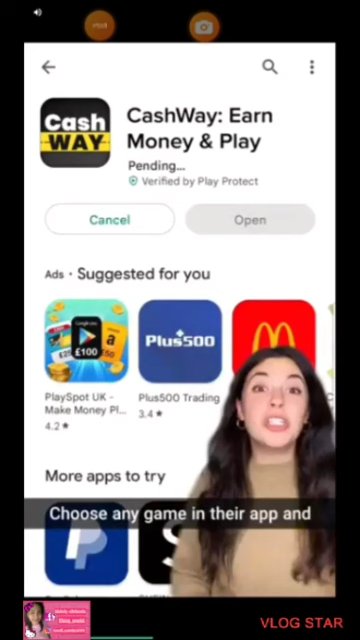 CashWay: Earn
Money & Play
Cash
WAY
Pending...
Verified by Play Protect
Cancel
Open
Ads · Suggested for you
£100
Plus500
PlaySpot UK -
Make Money Pl...
4.2★
Plus500 Trading
3.4★
More apps to try
Choose any game in their app and
VLOG STAR